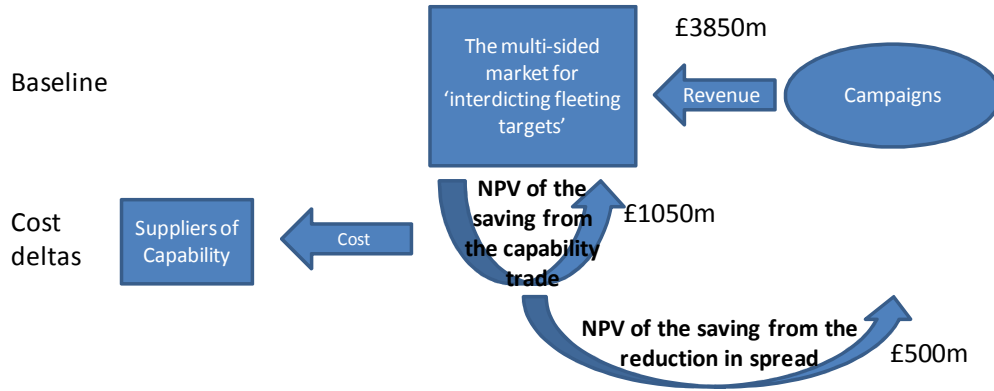 £3850m
The multi-sided
market for
‘interdicting fleeting
targets’
Baseline
Revenue
Campaigns
NPV of the
saving from
the capability
trade
£1050m
Cost
deltas
Suppliers of
Capability
Cost
NPV of the saving from the
reduction in spread
£500m